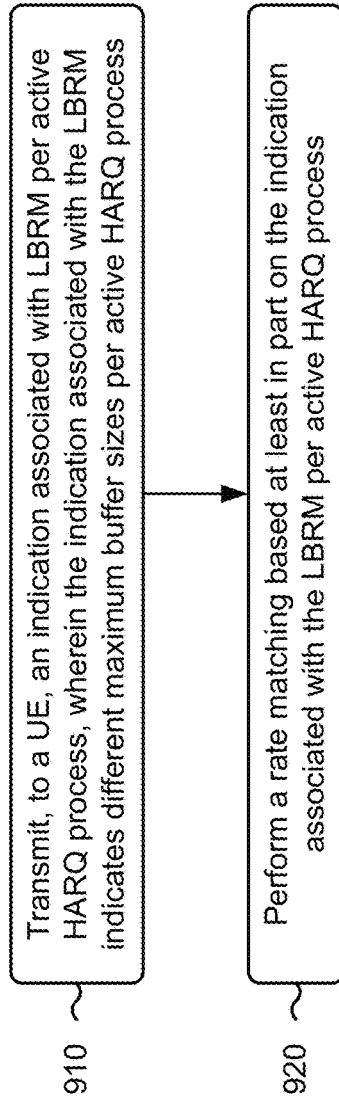 910
Transmit, to a UE, an indication associated with LBRM per active
HARQ process, wherein the indication associated with the LBRM
indicates different maximum buffer sizes per active HARQ process
920
Perform a rate matching based at least in part on the indication
associated with the LBRM per active HARQ process